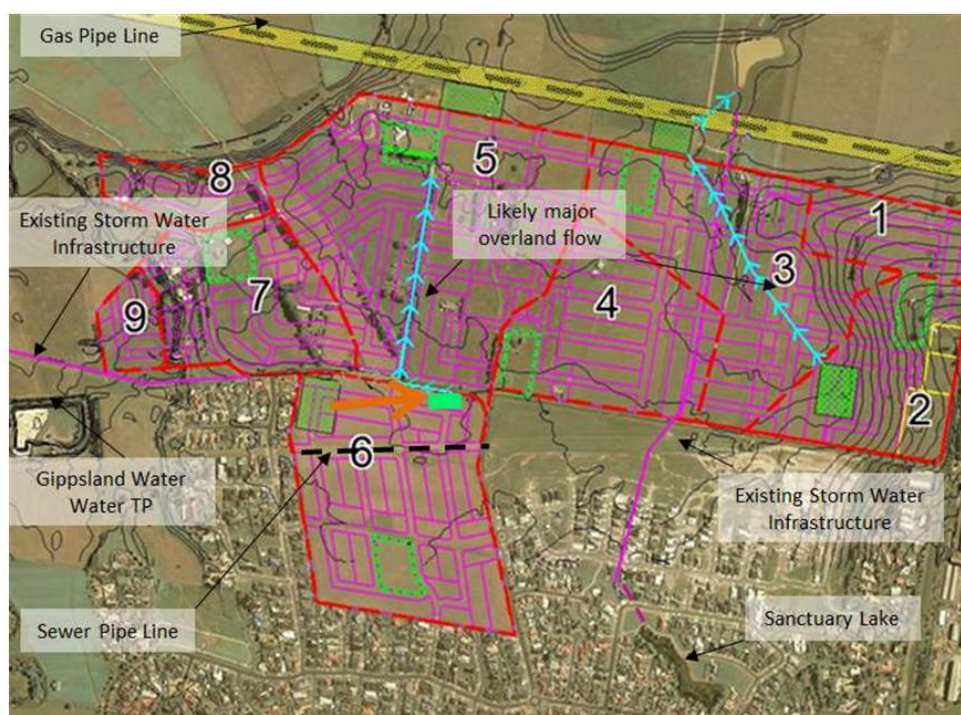 Gas Pipe Line
8
5
1
Existing Storm Water
Infrastructure
Likely major
overland flow
3
9
7
4
2
6
Gippsland Water
Water TP
Existing Storm Water
Infrastructure
Sewer Pipe Line
Sanctuary Lake